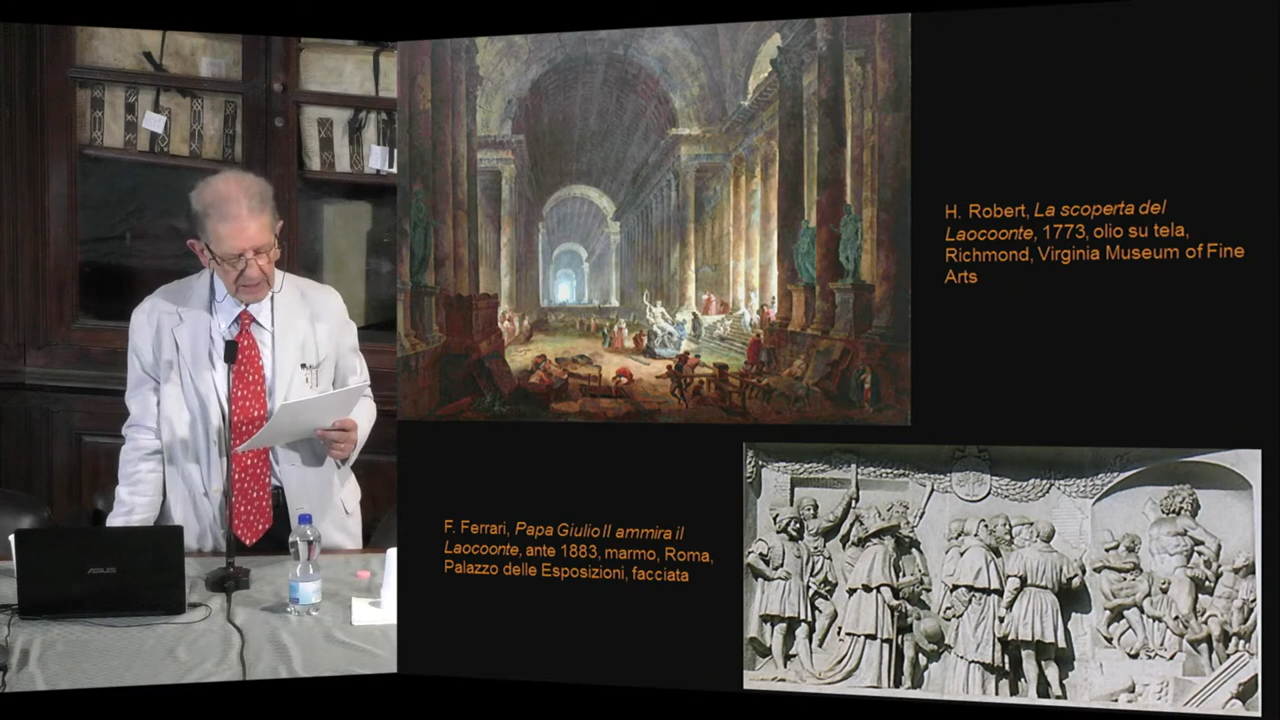 H. Robert, La scoperta del
Laocoonte, 1773, olio su tela,
Richmond, Virginia Museum of Fine
Arts
F. Ferrari, Papa Giulio II ammira il
Laocoonte, ante 1883, marmo, Roma,
Palazzo delle Esposizioni, facciata
ASUS